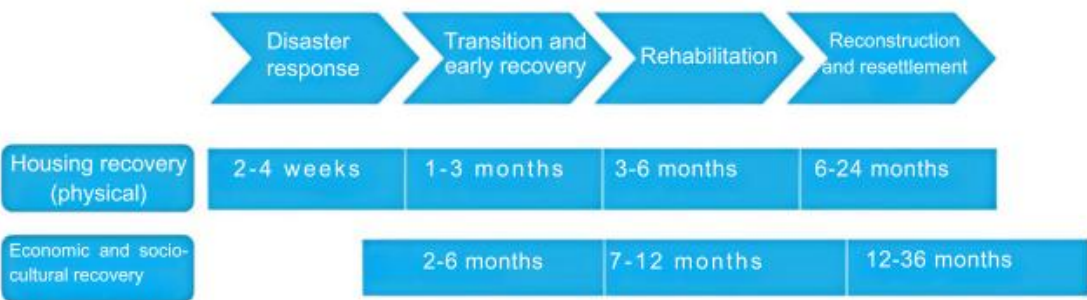 Disaster
response
Transition and
early recovery
Rehabilitation
Reconstruction
and resettlement
Housing recovery
(physical)
2-4 weeks
1-3 months
3-6 months
6-24 months
Economic and socio-
cultural recovery
2-6 months
7-12 months
12-36 months